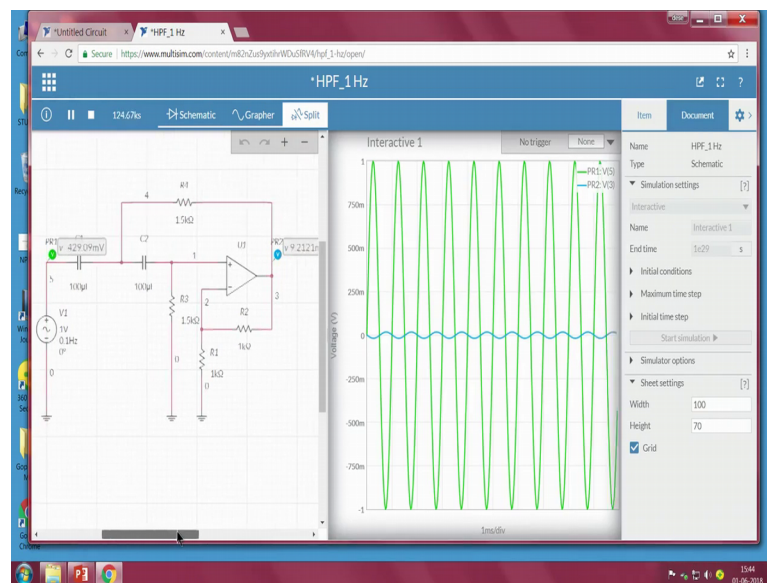 dese
*Untitled Circuit × *HPF_1 Hz ×
Secure | https://www.multisim.com/content/m82nZus9yxtihrWDuSfRV4/hpf_1-hz/open/
*HPF_1 Hz
124.67ks Schematic Grapher Split
Item Document
Interactive 1
No trigger None
PR1: V(5)
PR2: V(3)
Voltage (V)
1
750m
500m
250m
0
-250m
-500m
-750m
-1
1ms/div
R4
4
1.5kΩ
PR1
v 429.09mV
C2
1
U1
PR2
v 9.2121m
5
100µl
100µl
2
3
V1
1V
0.1Hz
0°
R3
1.5kΩ
R2
1kΩ
0
0
R1
1kΩ
0
Name HPF_1 Hz
Type Schematic
Simulation settings [?]
Interactive
Name Interactive 1
End time 1e29 s
Initial conditions
Maximum time step
Initial time step
Start simulation
Simulator options
Sheet settings [?]
Width 100
Height 70
Grid
15:44
01-06-2018